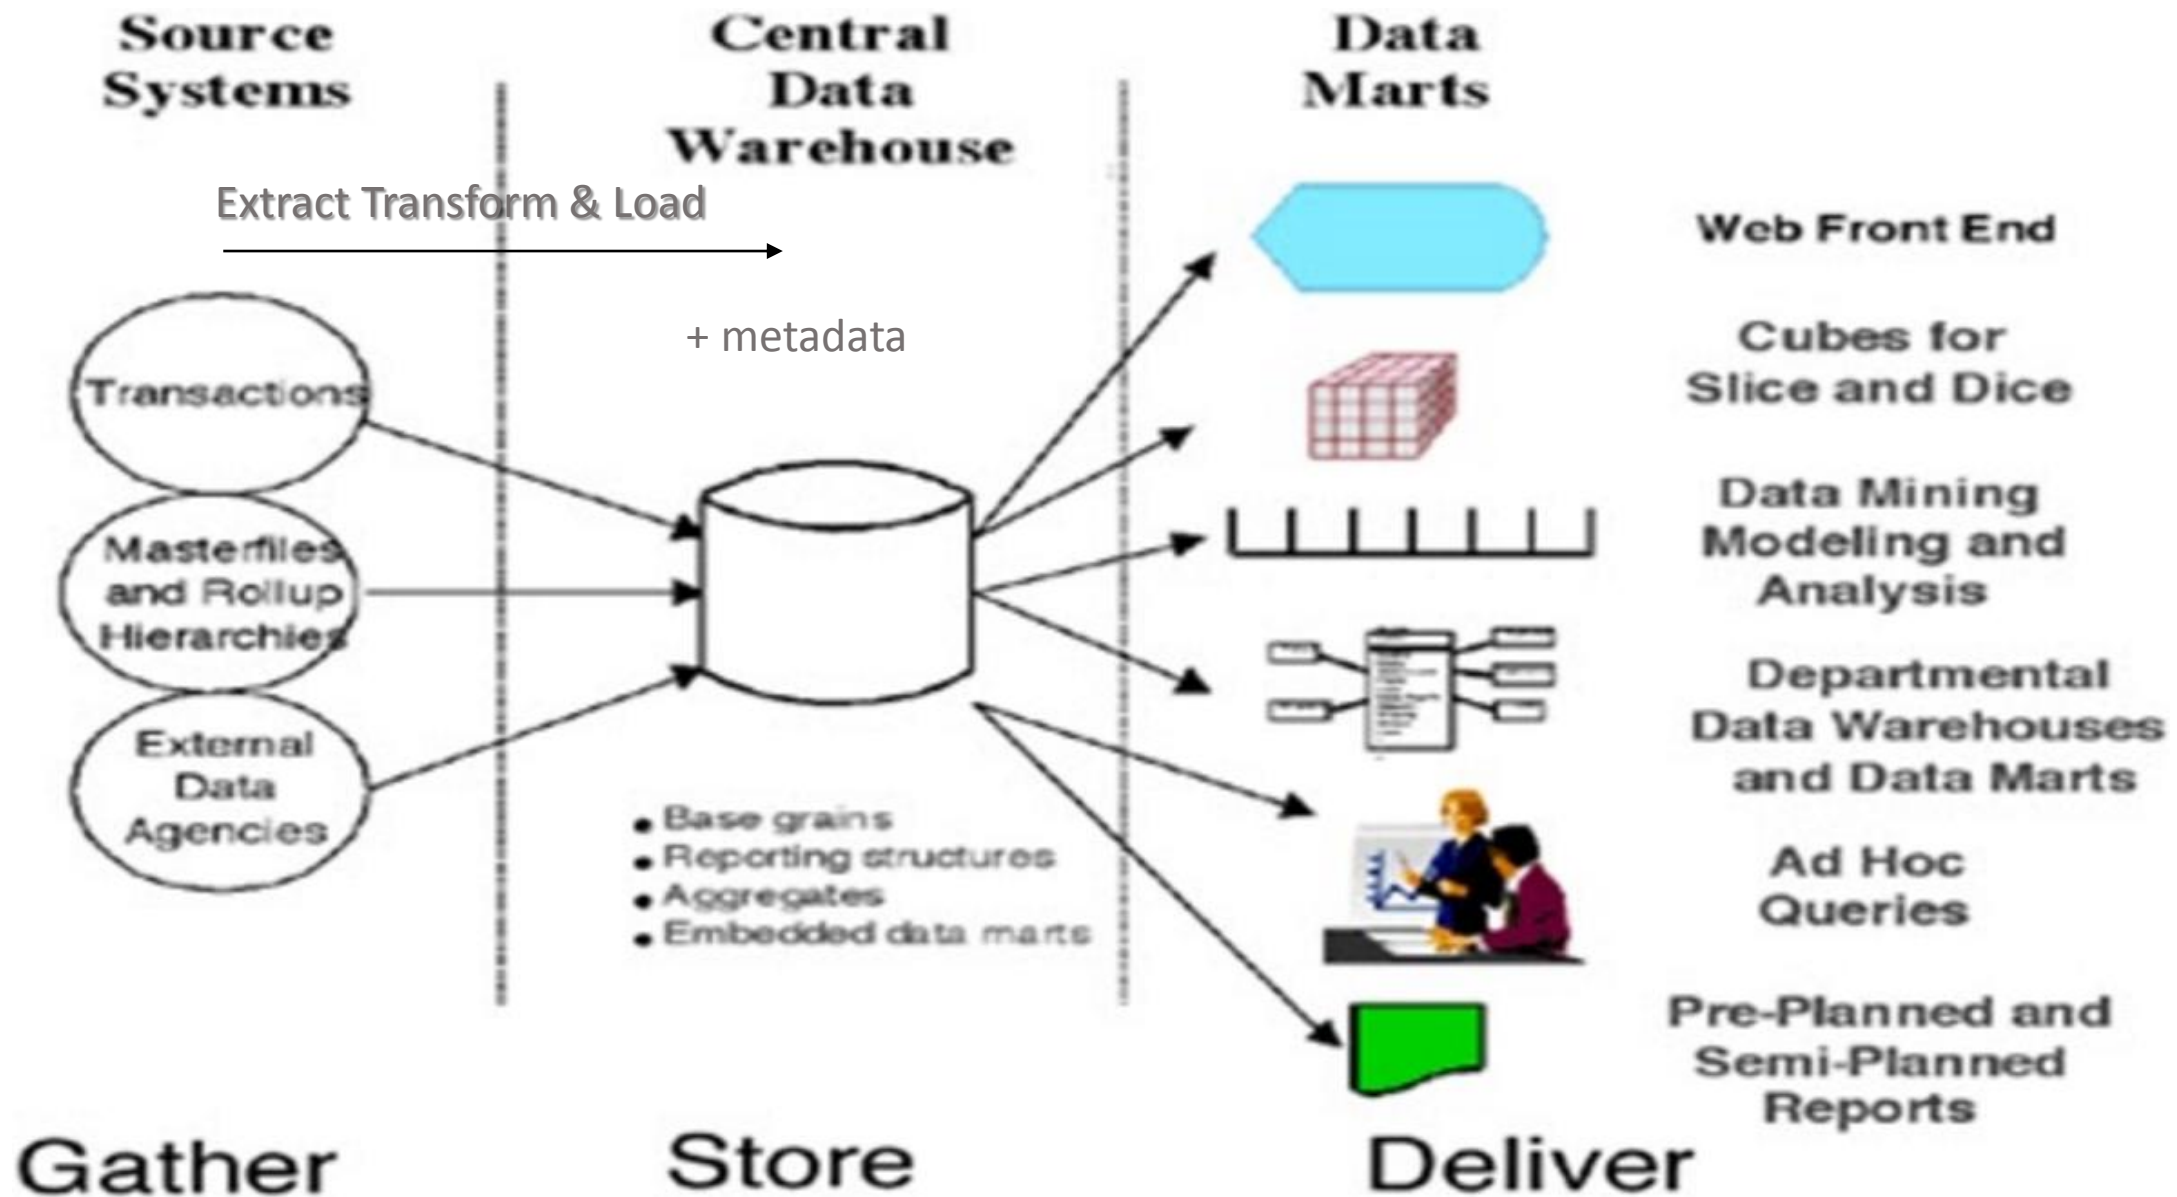 Source
Systems
Central
Data
Warehouse
Data
Marts
Extract Transform & Load
+ metadata
Transactions
Masterfiles
and Rollup
Hierarchies
External
Data
Agencies
• Base grains
• Reporting structures
• Aggregates
• Embedded data marts
Web Front End
Cubes for
Slice and Dice
Data Mining
Modeling and
Analysis
Departmental
Data Warehouses
and Data Marts
Ad Hoc
Queries
Pre-Planned and
Semi-Planned
Reports
Gather
Store
Deliver